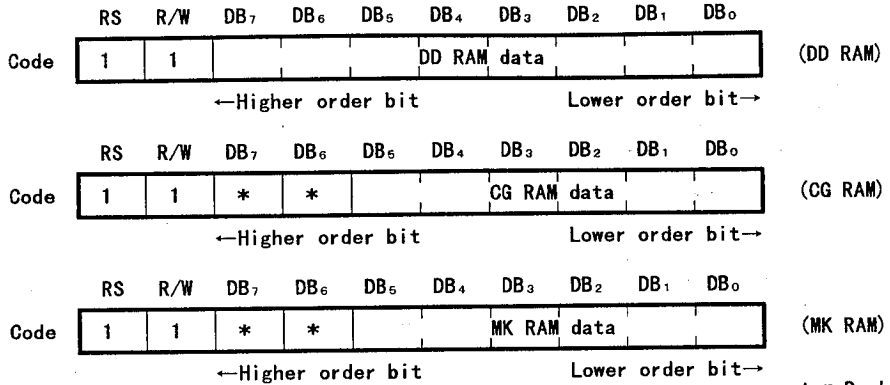 RS R/W DB₇ DB₆ DB₅ DB₄ DB₃ DB₂ DB₁ DB₀
Code 1 1 DD RAM data (DD RAM)
←Higher order bit Lower order bit→
RS R/W DB₇ DB₆ DB₅ DB₄ DB₃ DB₂ DB₁ DB₀
Code 1 1 * * CG RAM data (CG RAM)
←Higher order bit Lower order bit→
RS R/W DB₇ DB₆ DB₅ DB₄ DB₃ DB₂ DB₁ DB₀
Code 1 1 * * MK RAM data (MK RAM)
←Higher order bit Lower order bit→